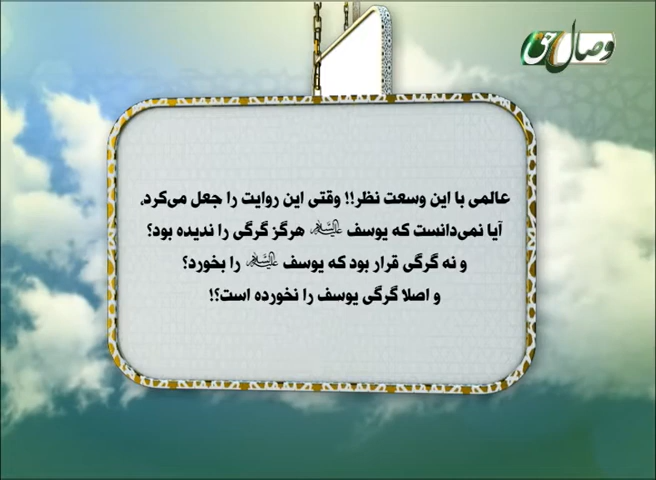 وصال حق
عالمی با این وسعت نظر!! وقتی این روایت را جعل می‌کرد،
آیا نمی‌دانست که یوسف علیه‌السلام هرگز گرگی را ندیده بود؟
و نه گرگی قرار بود که یوسف علیه‌السلام را بخورد؟
و اصلا گرگی یوسف را نخورده است؟!